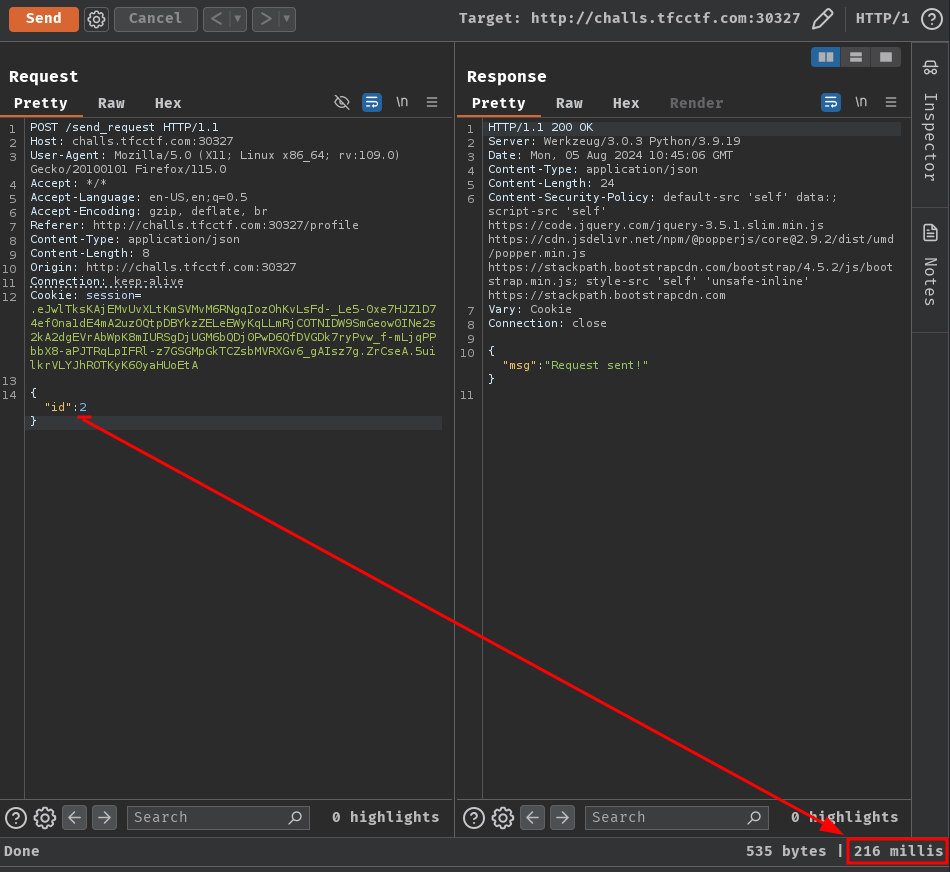 Send Cancel < > Target: http://challs.tfcctf.com:30327 HTTP/1 ?
Request
Pretty Raw Hex \n
1 POST /send_request HTTP/1.1
2 Host: challs.tfcctf.com:30327
3 User-Agent: Mozilla/5.0 (X11; Linux x86_64; rv:109.0)
Gecko/20100101 Firefox/115.0
4 Accept: */*
5 Accept-Language: en-US,en;q=0.5
6 Accept-Encoding: gzip, deflate, br
7 Referer: http://challs.tfcctf.com:30327/profile
8 Content-Type: application/json
9 Content-Length: 8
10 Origin: http://challs.tfcctf.com:30327
11 Connection: keep-alive
12 Cookie: session=
13
14 {
"id":2
}
Response
Pretty Raw Hex Render \n
1 HTTP/1.1 200 OK
2 Server: Werkzeug/3.0.3 Python/3.9.19
3 Date: Mon, 05 Aug 2024 10:45:06 GMT
4 Content-Type: application/json
5 Content-Length: 24
6 Content-Security-Policy: default-src 'self' data:;
script-src 'self'
https://code.jquery.com/jquery-3.5.1.slim.min.js
https://cdn.jsdelivr.net/npm/@popperjs/core@2.9.2/dist/umd
/popper.min.js
https://stackpath.bootstrapcdn.com/bootstrap/4.5.2/js/boot
strap.min.js; style-src 'self' 'unsafe-inline'
https://stackpath.bootstrapcdn.com
7 Vary: Cookie
8 Connection: close
9
10 {
"msg":"Request sent!"
}
11
Inspector
Notes
? Search 0 highlights
? Search 0 highlights
Done 535 bytes | 216 millis